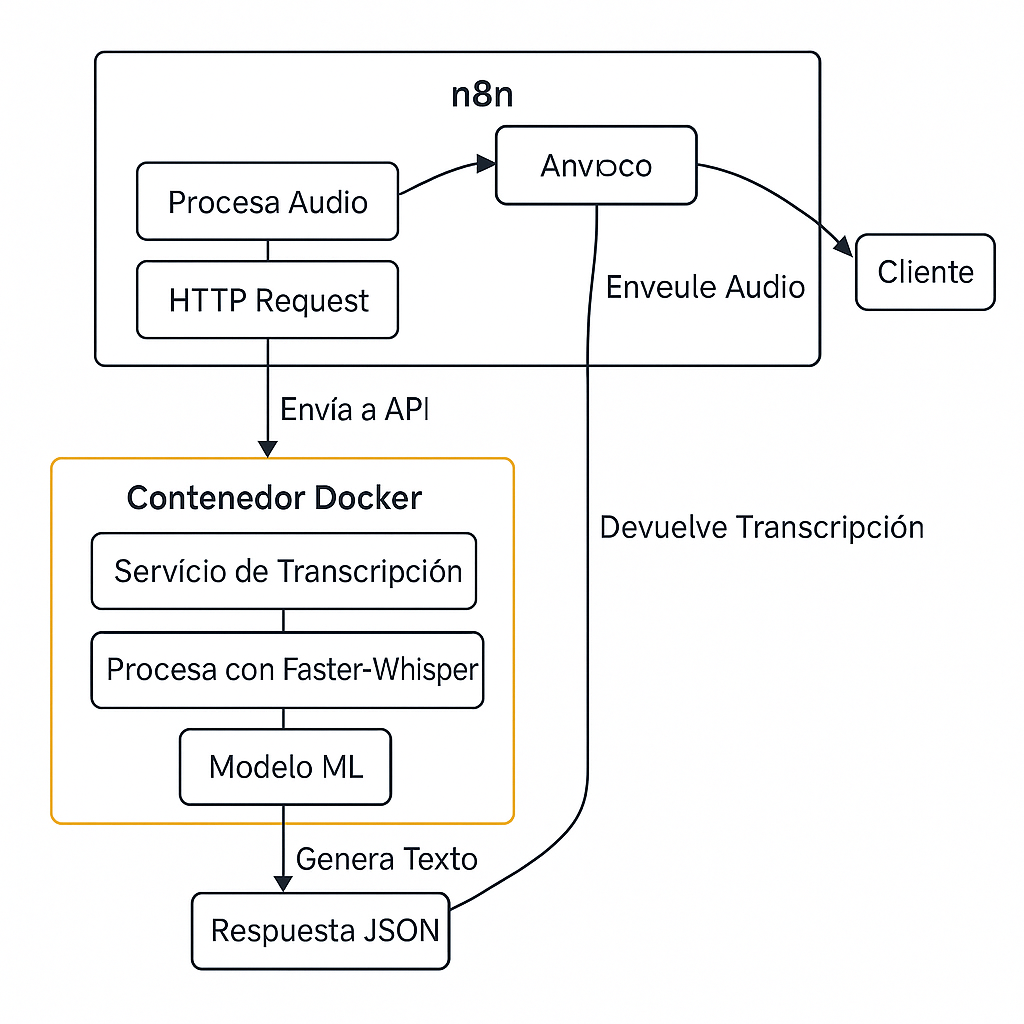 n8n
Procesa Audio
HTTP Request
Cliente
Enveule Audio
Envía a API
Contenedor Docker
Servício de Transcripción
Devuelve Transcripción
Procesa con Faster-Whisper
Modelo ML
Genera Texto
Respuesta JSON